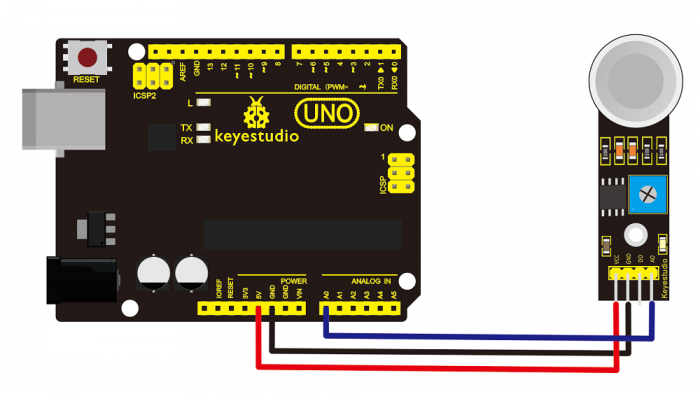 RESET
ICSP2
AREF
GND
13
12
~11
~10
~9
8
7
~6
~5
4
~3
2
TX0 ▶ 1
RX0 ◀ 0
DIGITAL (PWM= ~)
L
TX
RX
keyestudio
UNO
ON
1
ICSP
POWER
ANALOG IN
IOREF
RESET
3V3
5V
GND
GND
VIN
A0
A1
A2
A3
A4
A5
VCC
GND
DO
AO
Keyestudio